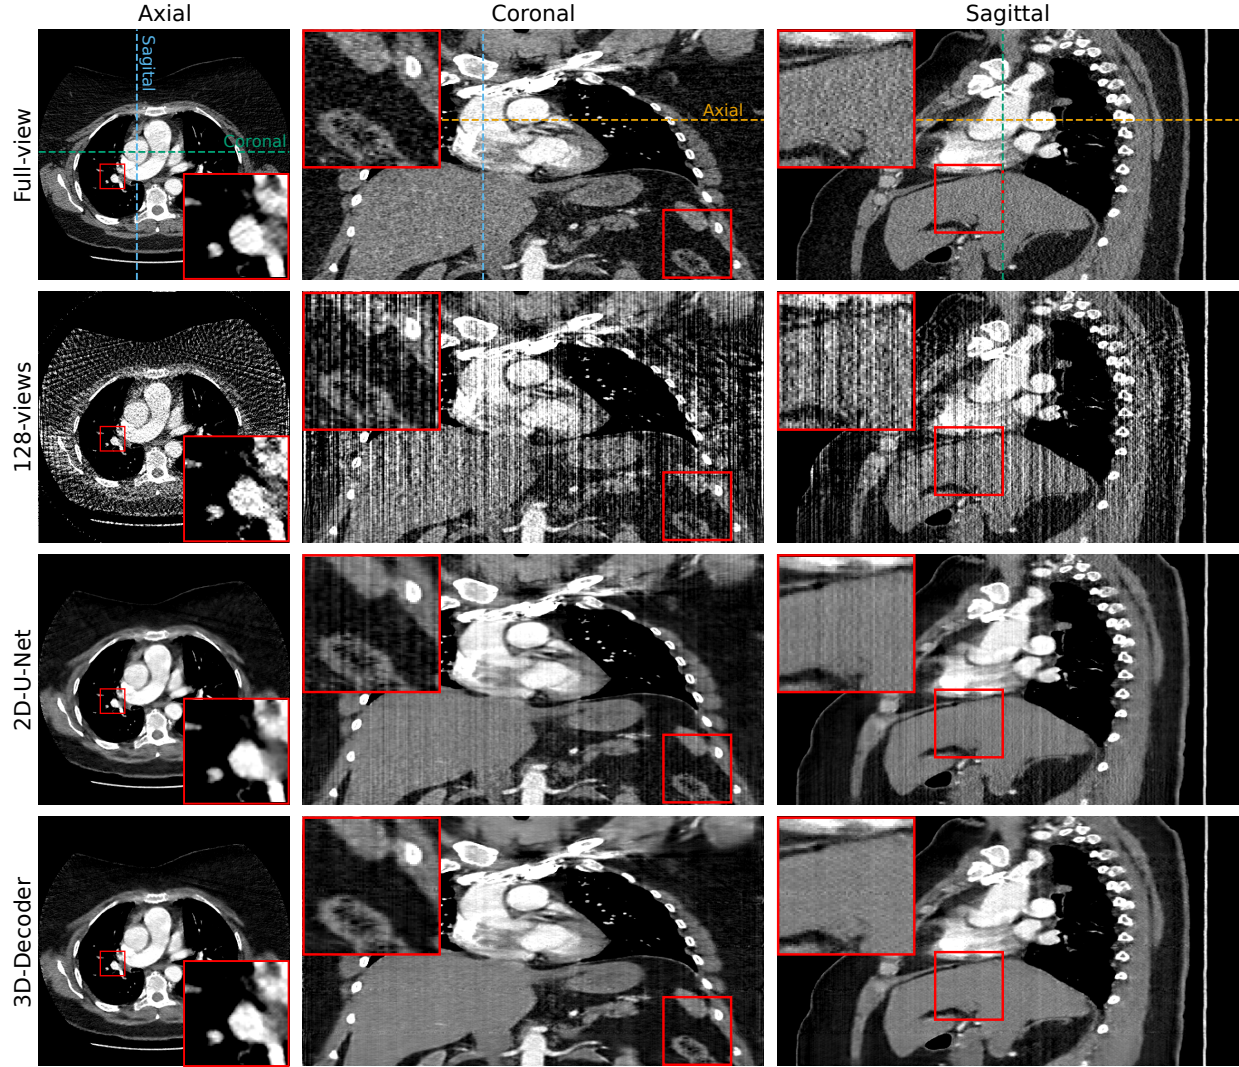 Axial
Coronal
Sagittal
Full-view
Sagital
Coronal
Axial
128-views
2D-U-Net
3D-Decoder